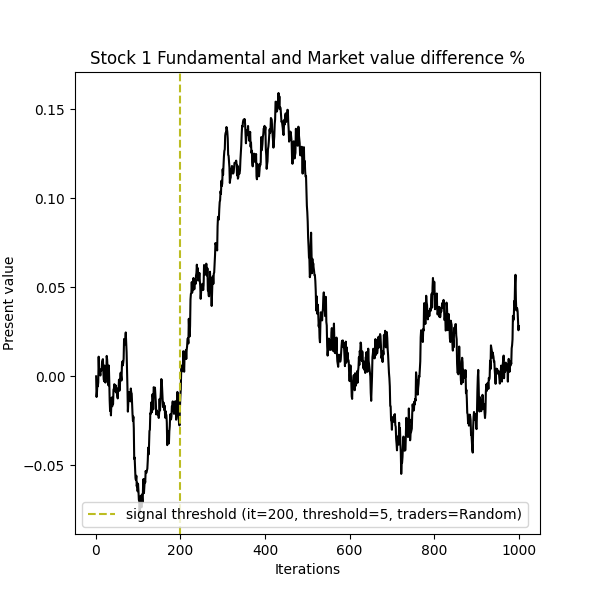 Stock 1 Fundamental and Market value difference %
Present value
0.15
0.10
0.05
0.00
−0.05
signal threshold (it=200, threshold=5, traders=Random)
0 200 400 600 800 1000
Iterations